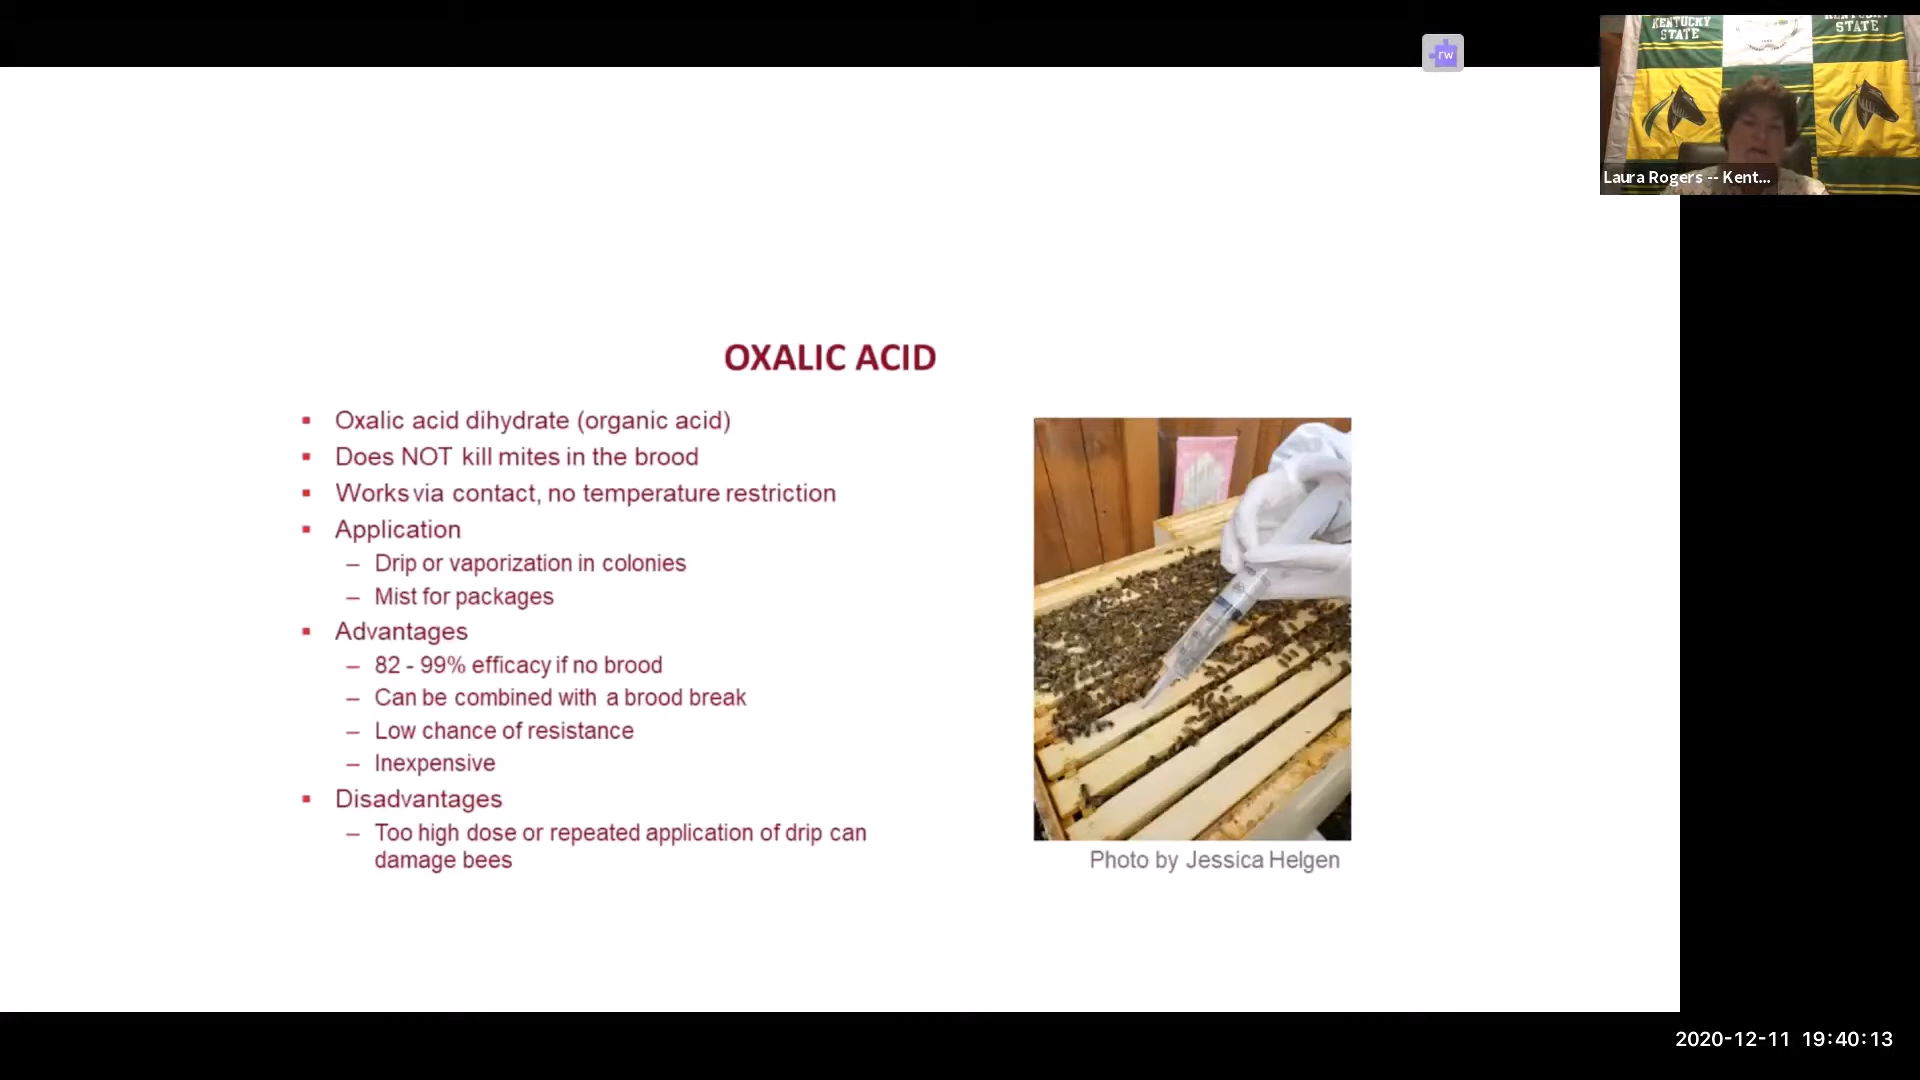 KENTUCKY
STATE
STATE
rw
Laura Rogers -- Kent...
OXALIC ACID
▪ Oxalic acid dihydrate (organic acid)
▪ Does NOT kill mites in the brood
▪ Works via contact, no temperature restriction
▪ Application
– Drip or vaporization in colonies
– Mist for packages
▪ Advantages
– 82 - 99% efficacy if no brood
– Can be combined with a brood break
– Low chance of resistance
– Inexpensive
▪ Disadvantages
– Too high dose or repeated application of drip can
damage bees
Photo by Jessica Helgen
2020-12-11 19:40:13